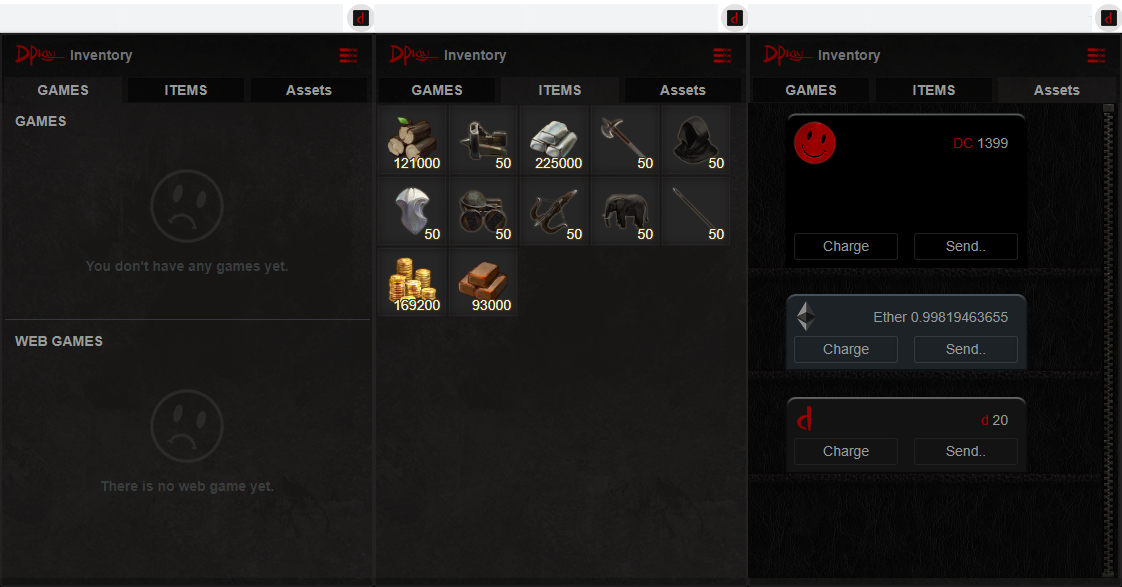 d
d
d
DPlay Inventory
GAMES ITEMS Assets
GAMES
You don't have any games yet.
WEB GAMES
There is no web game yet.
DPlay Inventory
GAMES ITEMS Assets
121000 50 225000 50 50
50 50 50 50 50
169200 93000
DPlay Inventory
GAMES ITEMS Assets
DC 1399
Charge Send..
Ether 0.99819463655
Charge Send..
d d 20
Charge Send..